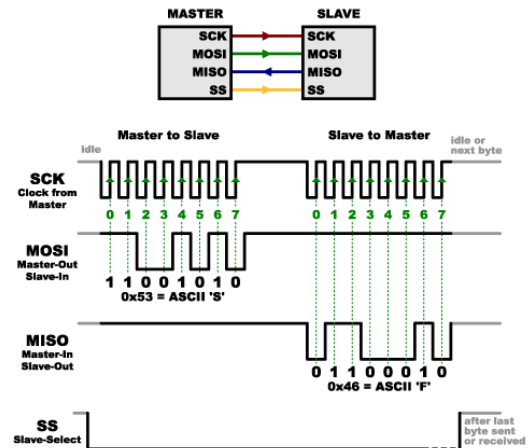 MASTER SLAVE
SCK SCK
MOSI MOSI
MISO MISO
SS SS
Master to Slave Slave to Master
idle idle or
next byte
SCK
Clock from
Master
0 1 2 3 4 5 6 7 0 1 2 3 4 5 6 7
MOSI
Master-Out
Slave-In
1 1 0 0 1 0 1 0
0x53 = ASCII 'S'
MISO
Master-In
Slave-Out
0 1 1 0 0 0 1 0
0x46 = ASCII 'F'
SS
Slave-Select
after last
byte sent
or received